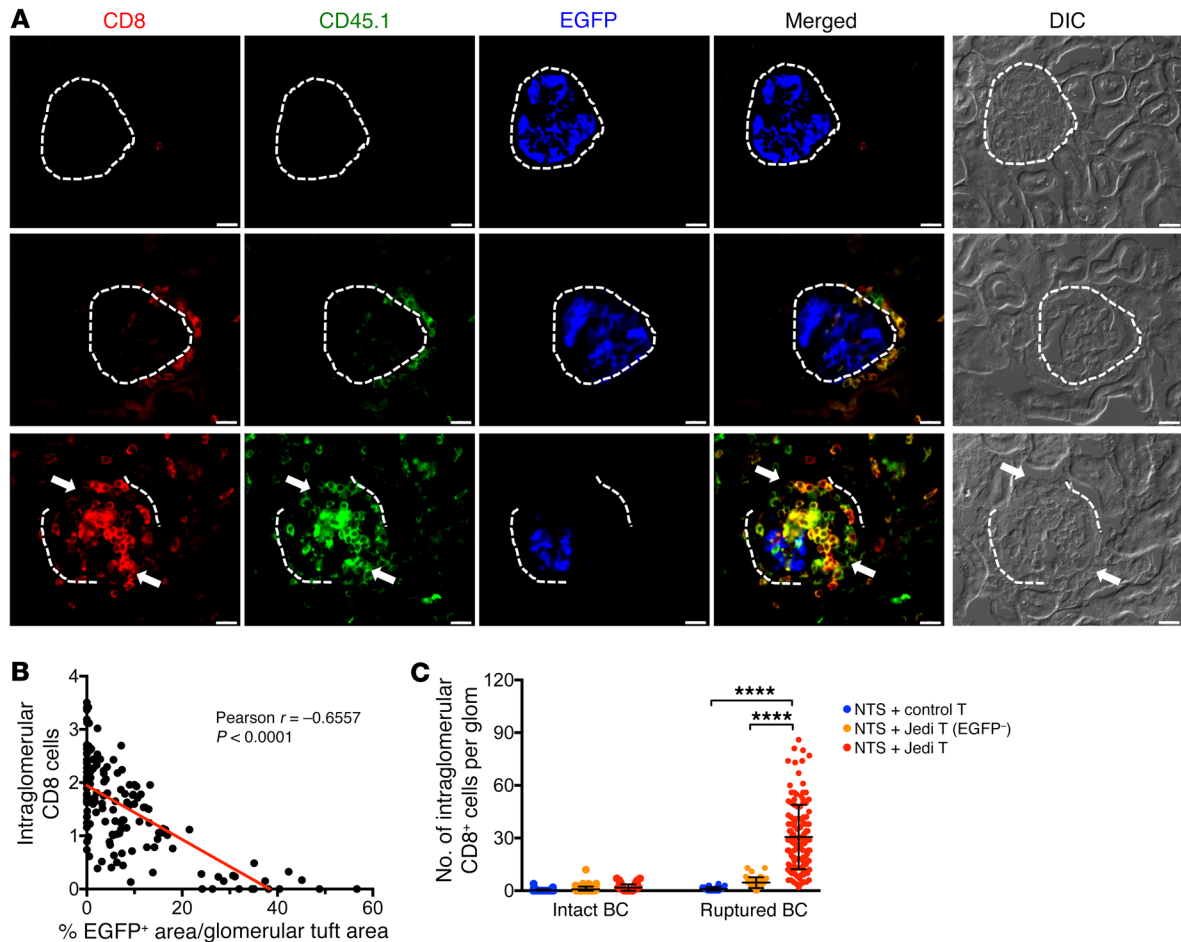 A
CD8
CD45.1
EGFP
Merged
DIC
B
Intraglomerular
CD8 cells
4
3
2
1
0
Pearson r = –0.6557
P < 0.0001
0
20
40
60
% EGFP⁺ area/glomerular tuft area
C
No. of intraglomerular
CD8⁺ cells per glom
120
90
60
30
0
****
****
Intact BC
Ruptured BC
NTS + control T
NTS + Jedi T (EGFP⁻)
NTS + Jedi T